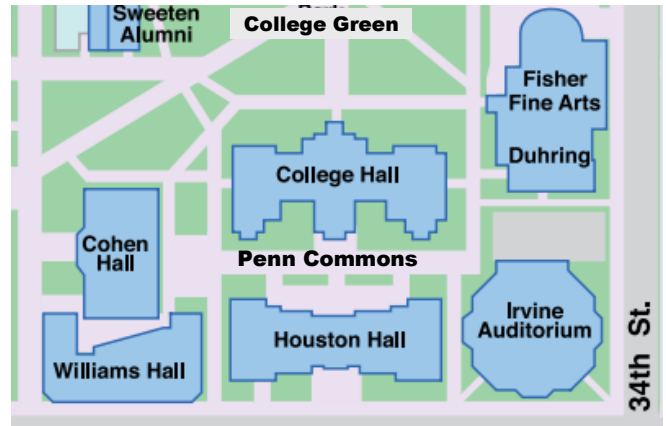 Sweeten
Alumni
College Green
Fisher
Fine Arts
Duhring
College Hall
Cohen
Hall
Penn Commons
Irvine
Auditorium
Houston Hall
Williams Hall
34th St.